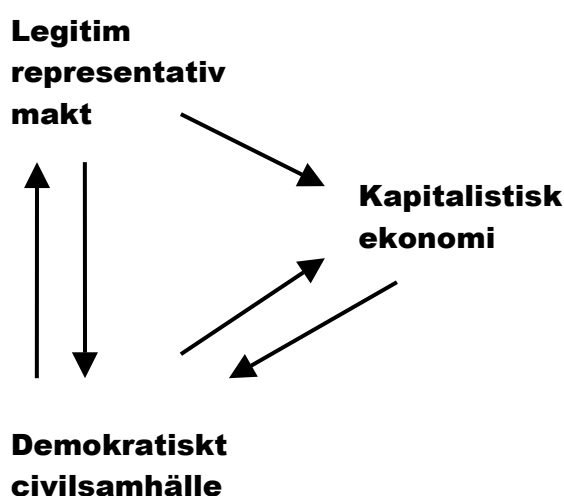 Legitim
representativ
makt
Kapitalistisk
ekonomi
Demokratiskt
civilsamhälle